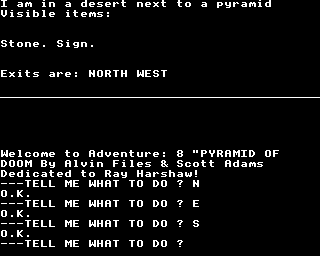 I am in a desert next to a pyramid
Visible items:
Stone. Sign.
Exits are: NORTH WEST
Welcome to Adventure: 8 "PYRAMID OF
DOOM By Alvin Files & Scott Adams
Dedicated to Ray Harshaw!
---TELL ME WHAT TO DO ? N
O.K.
---TELL ME WHAT TO DO ? E
O.K.
---TELL ME WHAT TO DO ? S
O.K.
---TELL ME WHAT TO DO ?